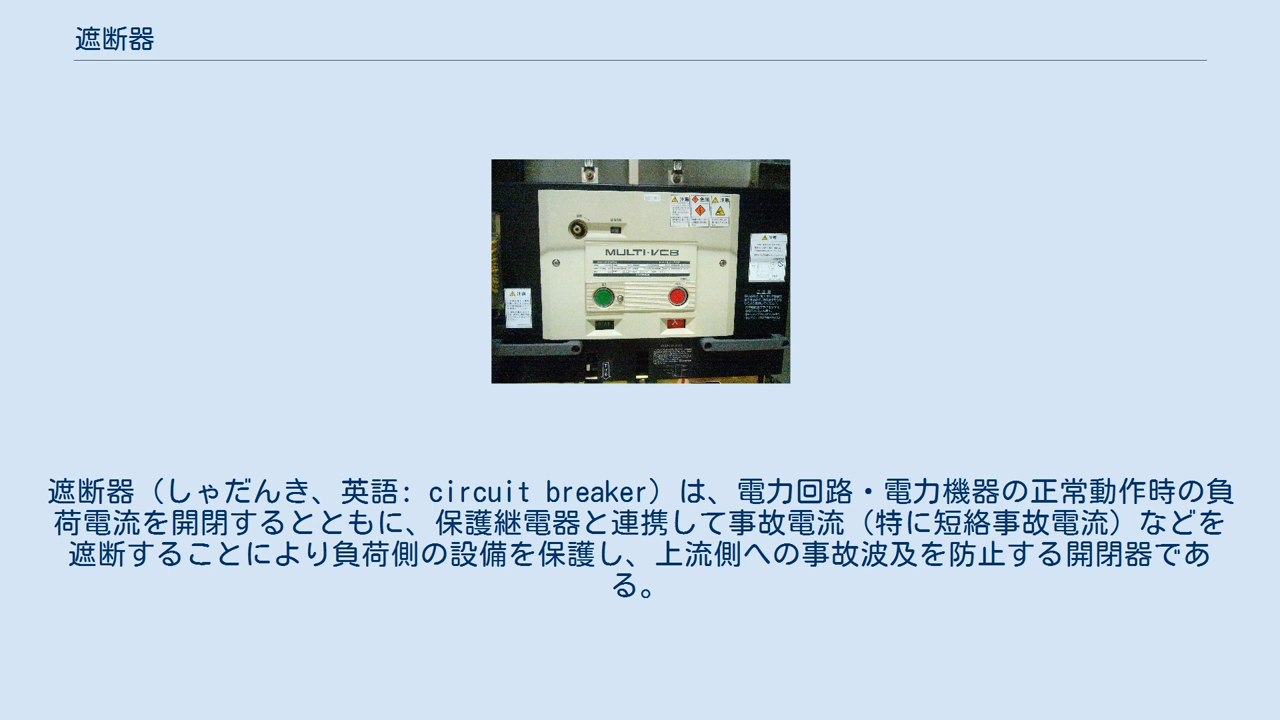 遮断器
MULTI-VCB
遮断器（しゃだんき、英語: circuit breaker）は、電力回路・電力機器の正常動作時の負
荷電流を開閉するとともに、保護継電器と連携して事故電流（特に短絡事故電流）などを
遮断することにより負荷側の設備を保護し、上流側への事故波及を防止する開閉器であ
る。